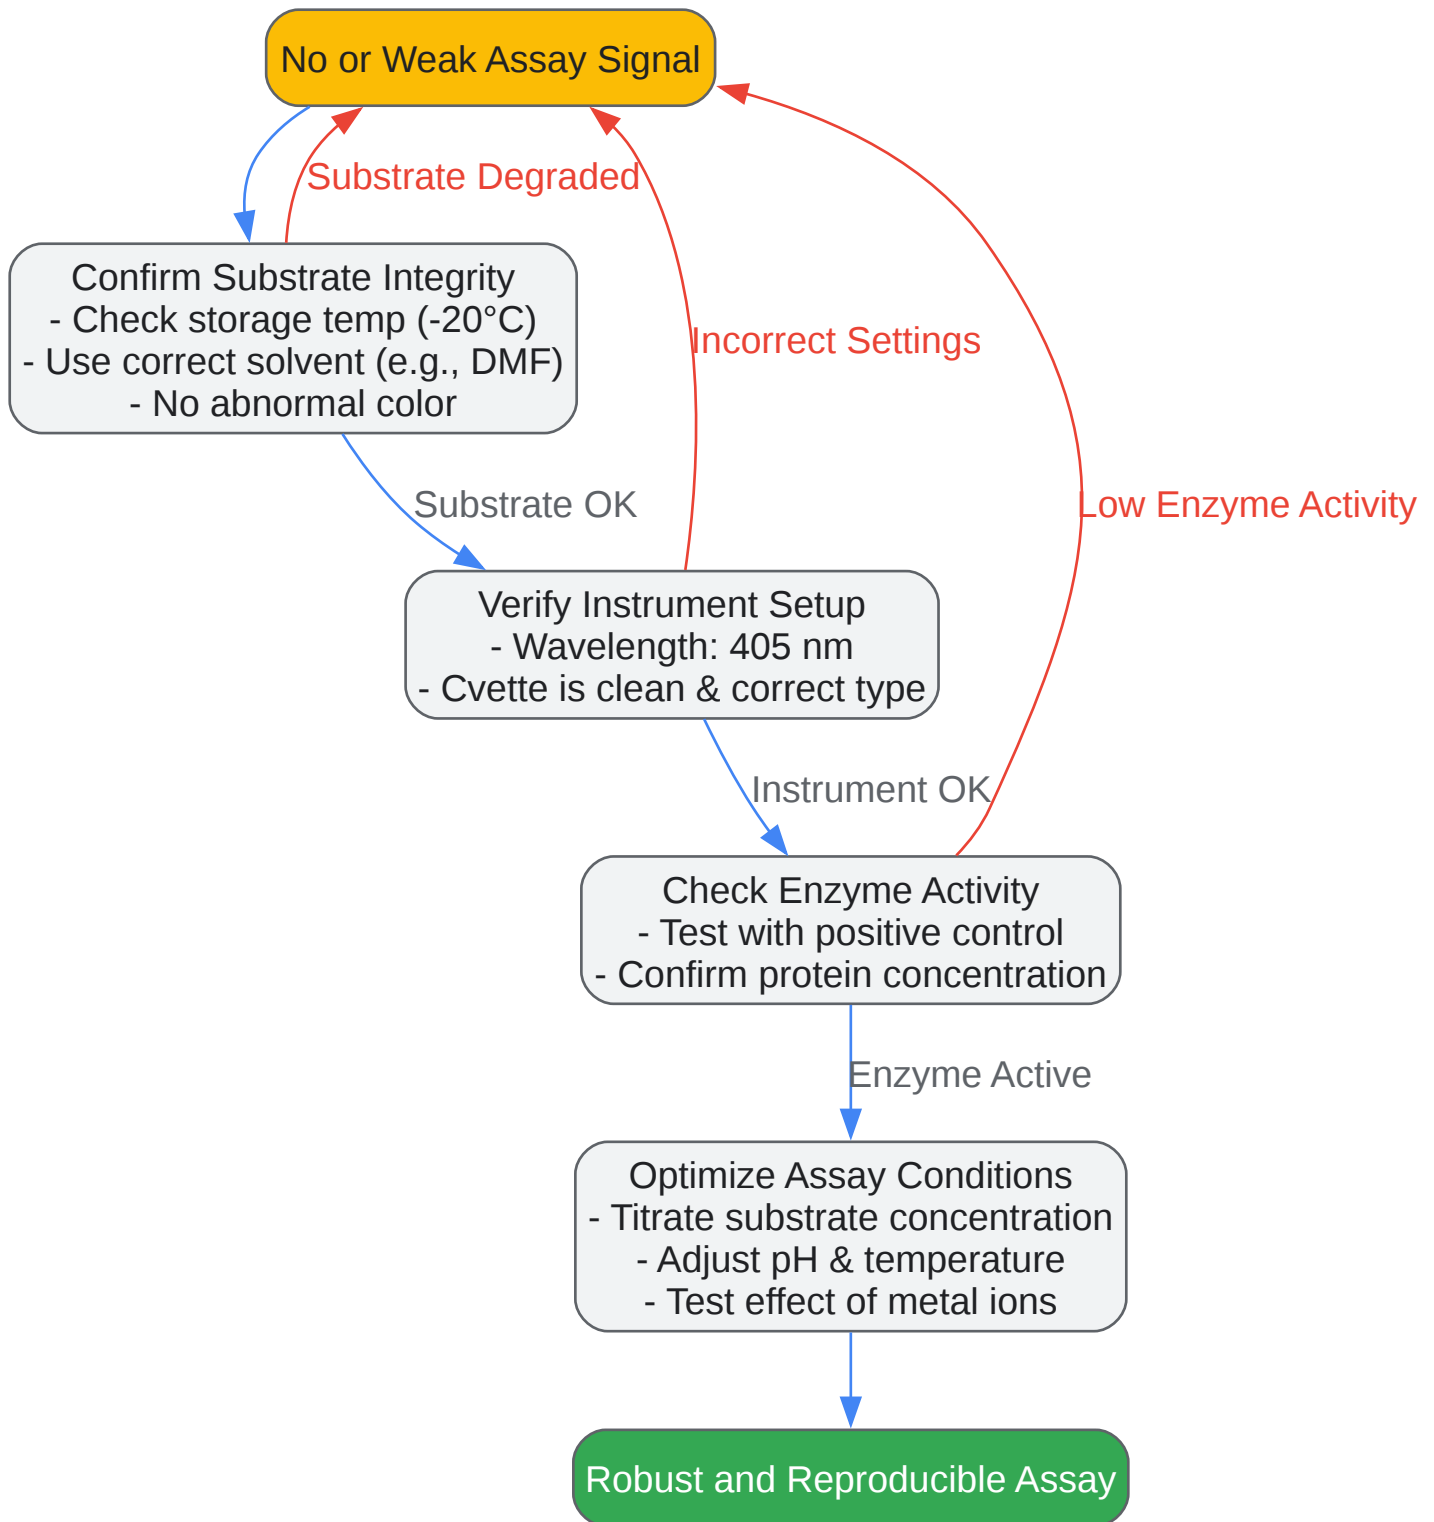 No or Weak Assay Signal
Substrate Degraded
Confirm Substrate Integrity
- Check storage temp (-20°C)
- Use correct solvent (e.g., DMF)
- No abnormal color
Incorrect Settings
Substrate OK
Low Enzyme Activity
Verify Instrument Setup
- Wavelength: 405 nm
- Cvette is clean & correct type
Instrument OK
Check Enzyme Activity
- Test with positive control
- Confirm protein concentration
Enzyme Active
Optimize Assay Conditions
- Titrate substrate concentration
- Adjust pH & temperature
- Test effect of metal ions
Robust and Reproducible Assay